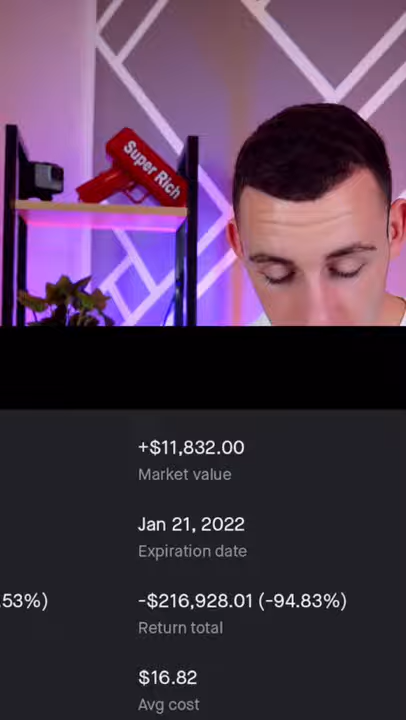 Super Rich
+$11,832.00
Market value
Jan 21, 2022
Expiration date
.53%)
-$216,928.01 (-94.83%)
Return total
$16.82
Avg cost